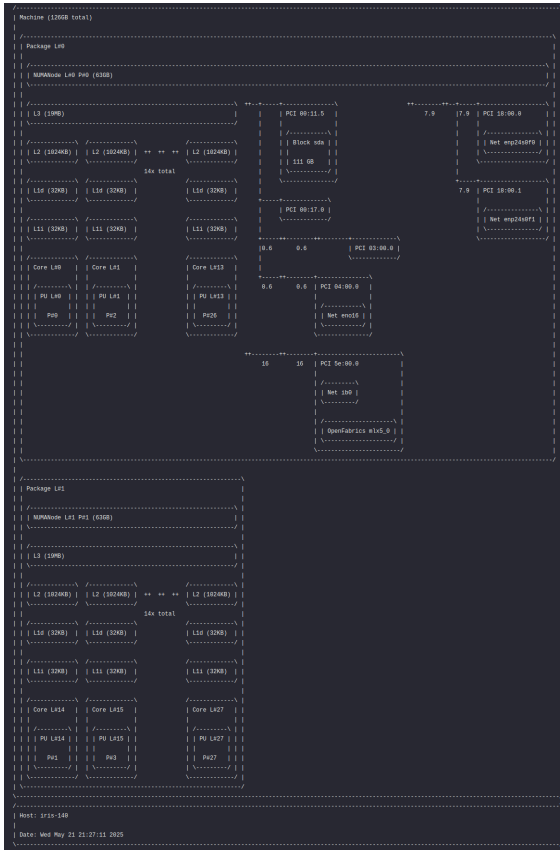 Machine (126GB total)
Package L#0
NUMANode L#0 P#0 (63GB)
L3 (19MB)
++ PCI 00:11.5
7.9 7.9 PCI 18:00.0
Block sda
Net enp24s0f0
L2 (1024KB) L2 (1024KB) ++ ++ ++ L2 (1024KB)
111 GB
14x total
L1d (32KB) L1d (32KB) L1d (32KB)
7.9 PCI 18:00.1
PCI 00:17.0
Net enp24s0f1
L1i (32KB) L1i (32KB) L1i (32KB)
0.6 0.6 PCI 03:00.0
Core L#0 Core L#1 Core L#13
0.6 0.6 PCI 04:00.0
PU L#0 PU L#1 PU L#13
P#0 P#2 P#26 Net eno16
16 16 PCI 5e:00.0
Net ib0
OpenFabrics mlx5_0
Package L#1
NUMANode L#1 P#1 (63GB)
L3 (19MB)
L2 (1024KB) L2 (1024KB) ++ ++ ++ L2 (1024KB)
14x total
L1d (32KB) L1d (32KB) L1d (32KB)
L1i (32KB) L1i (32KB) L1i (32KB)
Core L#14 Core L#15 Core L#27
PU L#14 PU L#15 PU L#27
P#1 P#3 P#27
Host: iris-140
Date: Wed May 21 21:27:11 2025